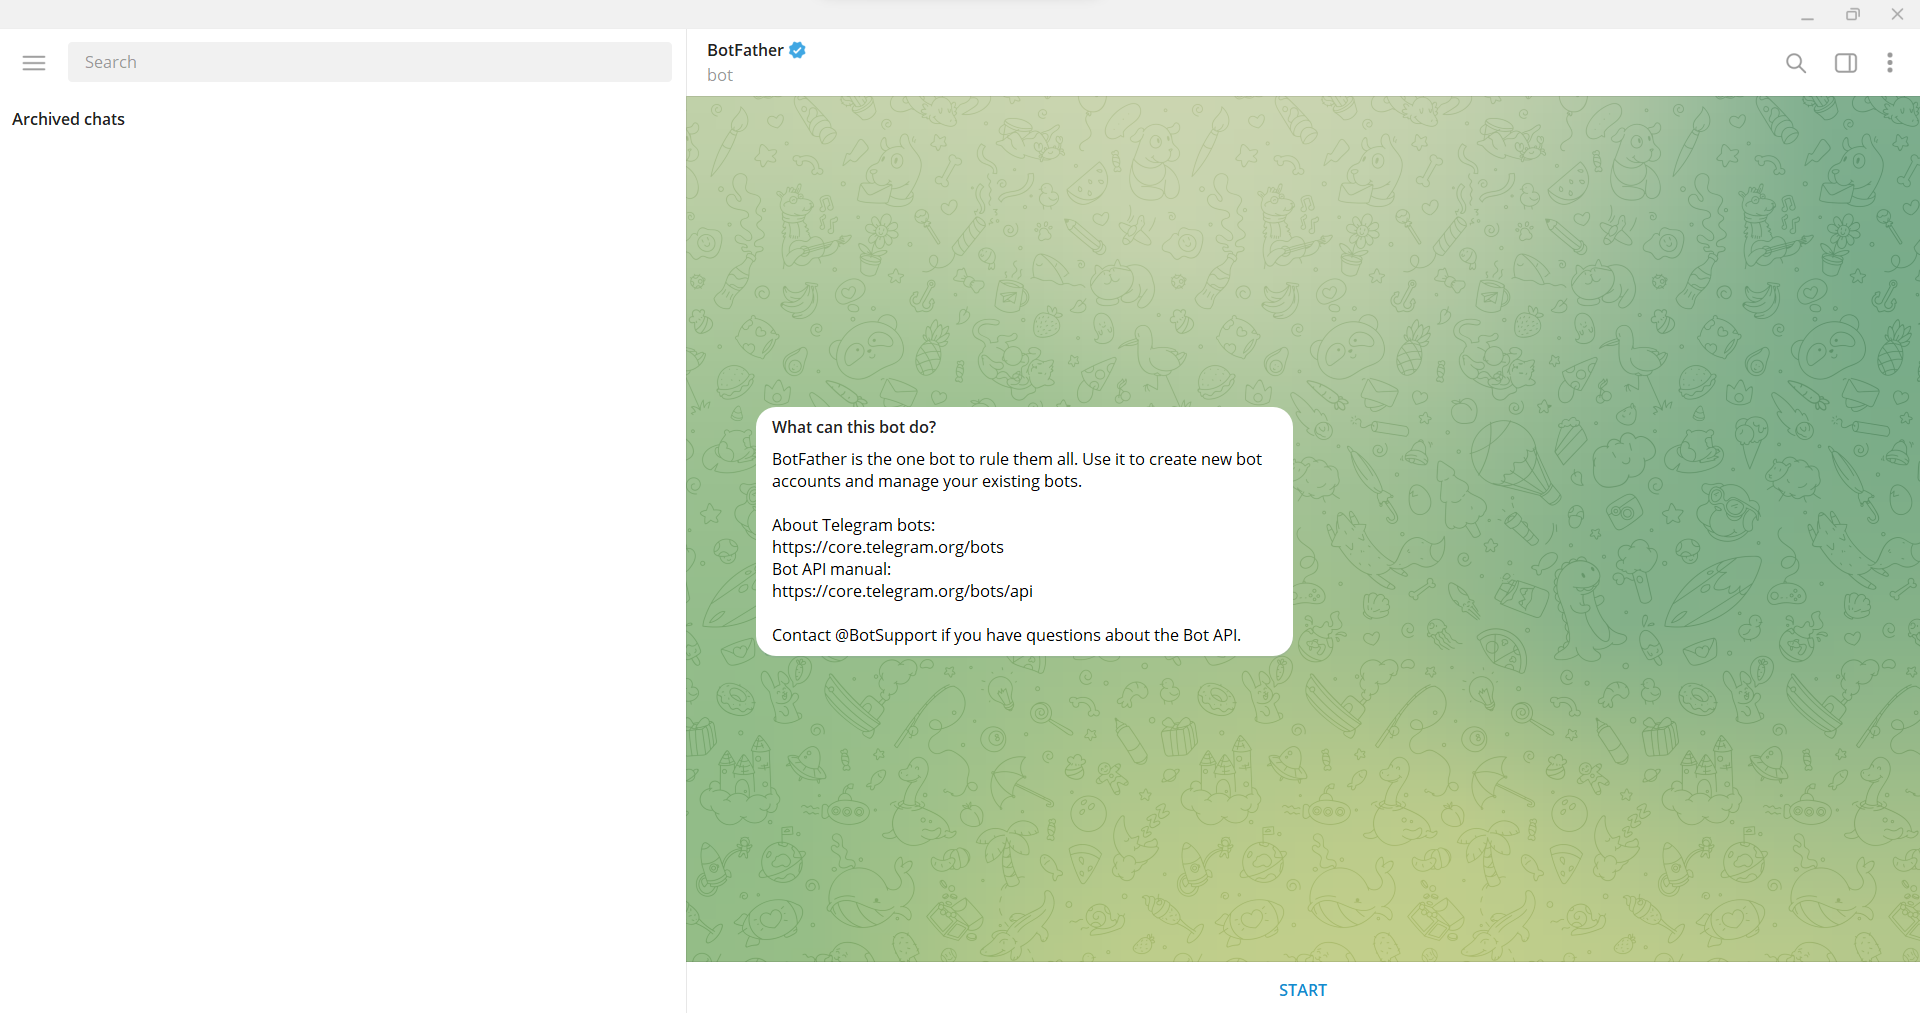 Search
Archived chats
BotFather
bot
What can this bot do?
BotFather is the one bot to rule them all. Use it to create new bot
accounts and manage your existing bots.
About Telegram bots:
https://core.telegram.org/bots
Bot API manual:
https://core.telegram.org/bots/api
Contact @BotSupport if you have questions about the Bot API.
START